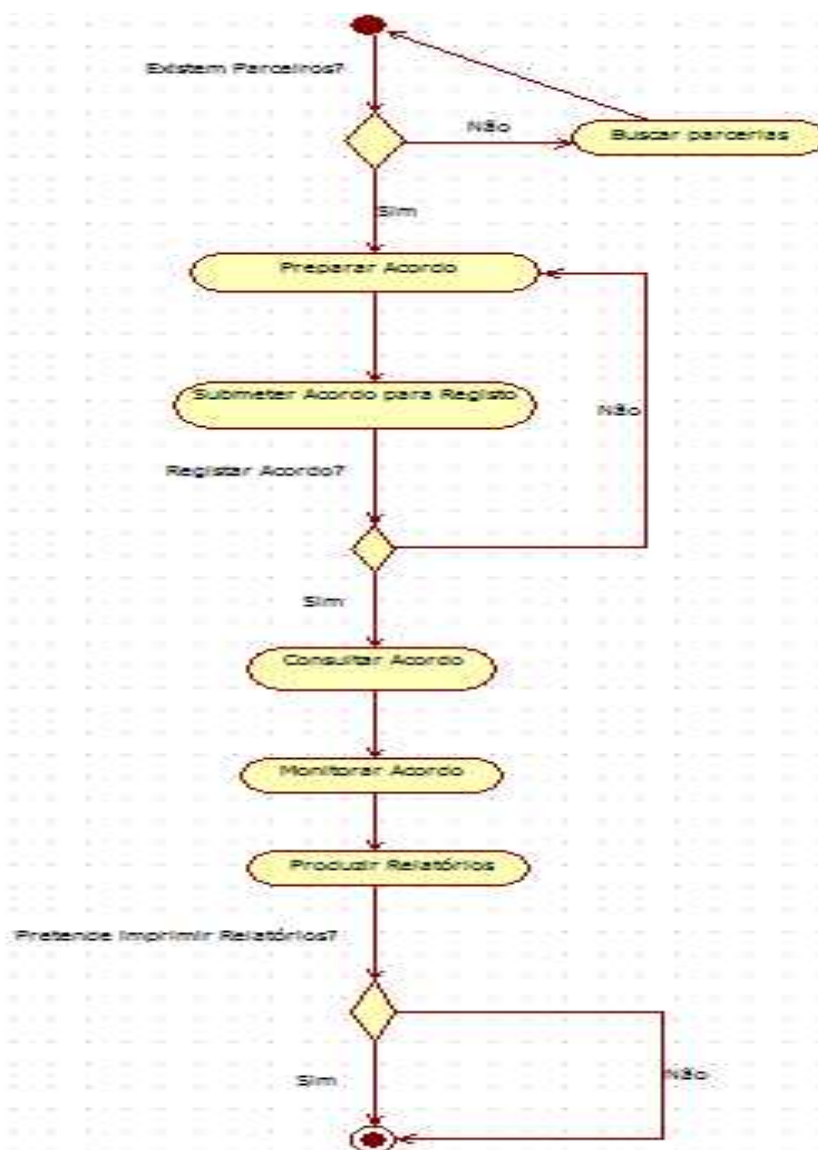 Existem Parceiros?
Não
Buscar parcerias
Sim
Preparar Acordo
Submeter Acordo para Registo
Não
Registar Acordo?
Sim
Consultar Acordo
Monitorar Acordo
Produzir Relatórios
Pretende Imprimir Relatórios?
Sim
Não